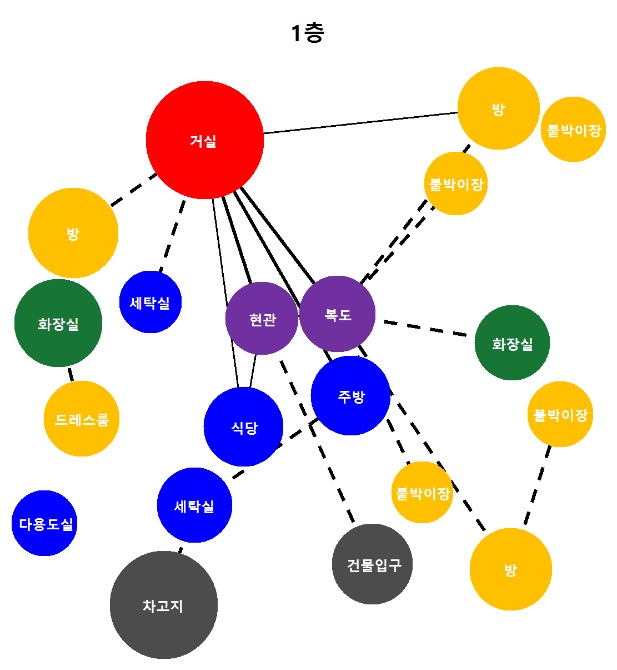 1층
방
붙박이장
거실
붙박이장
방
세탁실
현관
복도
화장실
화장실
주방
드레스룸
식당
붙박이장
붙박이장
세탁실
다용도실
건물입구
방
차고지